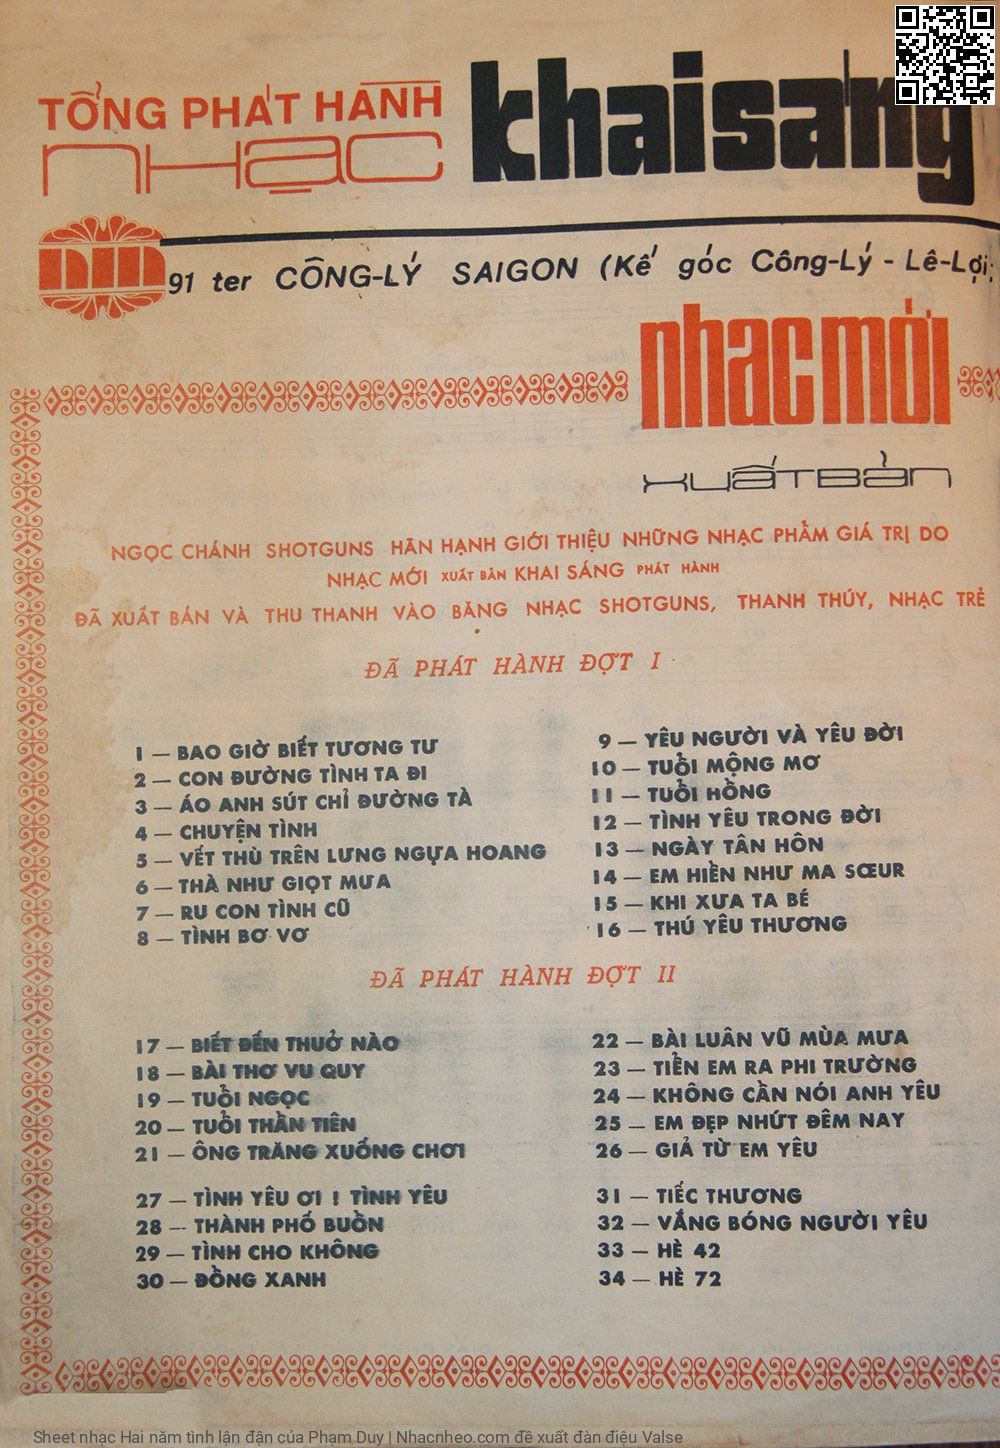 TỔNG PHÁT HÀNH
NHẠC
khaisáng
NM
91 ter CÔNG-LÝ SAIGON (Kế góc Công-Lý - Lê-Lợi)
nhạc mới
XUẤT BẢN
NGỌC CHÁNH SHOTGUNS HÃN HẠNH GIỚI THIỆU NHỮNG NHẠC PHẨM GIÁ TRỊ DO
NHẠC MỚI XUẤT BẢN KHAI SÁNG PHÁT HÀNH
ĐÃ XUẤT BẢN VÀ THU THANH VÀO BĂNG NHẠC SHOTGUNS, THANH THÚY, NHẠC TRẺ
ĐÃ PHÁT HÀNH ĐỢT I
1 — BAO GIỜ BIẾT TƯƠNG TƯ
2 — CON ĐƯỜNG TÌNH TA ĐI
3 — ÁO ANH SÚT CHỈ ĐƯỜNG TÀ
4 — CHUYỆN TÌNH
5 — VẾT THÙ TRÊN LƯNG NGỰA HOANG
6 — THÀ NHƯ GIỌT MƯA
7 — RU CON TÌNH CŨ
8 — TÌNH BƠ VƠ
9 — YÊU NGƯỜI VÀ YÊU ĐỜI
10 — TUỔI MỘNG MƠ
11 — TUỔI HỒNG
12 — TÌNH YÊU TRONG ĐỜI
13 — NGÀY TÂN HÔN
14 — EM HIỀN NHƯ MA SŒUR
15 — KHI XƯA TA BÉ
16 — THÚ YÊU THƯƠNG
ĐÃ PHÁT HÀNH ĐỢT II
17 — BIẾT ĐẾN THUỞ NÀO
18 — BÀI THƠ VU QUY
19 — TUỔI NGỌC
20 — TUỔI THẦN TIÊN
21 — ÔNG TRĂNG XUỐNG CHƠI
22 — BÀI LUÂN VŨ MÙA MƯA
23 — TIỄN EM RA PHI TRƯỜNG
24 — KHÔNG CẦN NÓI ANH YÊU
25 — EM ĐẸP NHỨT ĐÊM NAY
26 — GIẢ TỪ EM YÊU
27 — TÌNH YÊU ƠI ! TÌNH YÊU
28 — THÀNH PHỐ BUỒN
29 — TÌNH CHO KHÔNG
30 — ĐỒNG XANH
31 — TIẾC THƯƠNG
32 — VẮNG BÓNG NGƯỜI YÊU
33 — HÈ 42
34 — HÈ 72
Sheet nhạc Hai năm tình lận đận của Phạm Duy | Nhacnheo.com đề xuất đàn điệu Valse